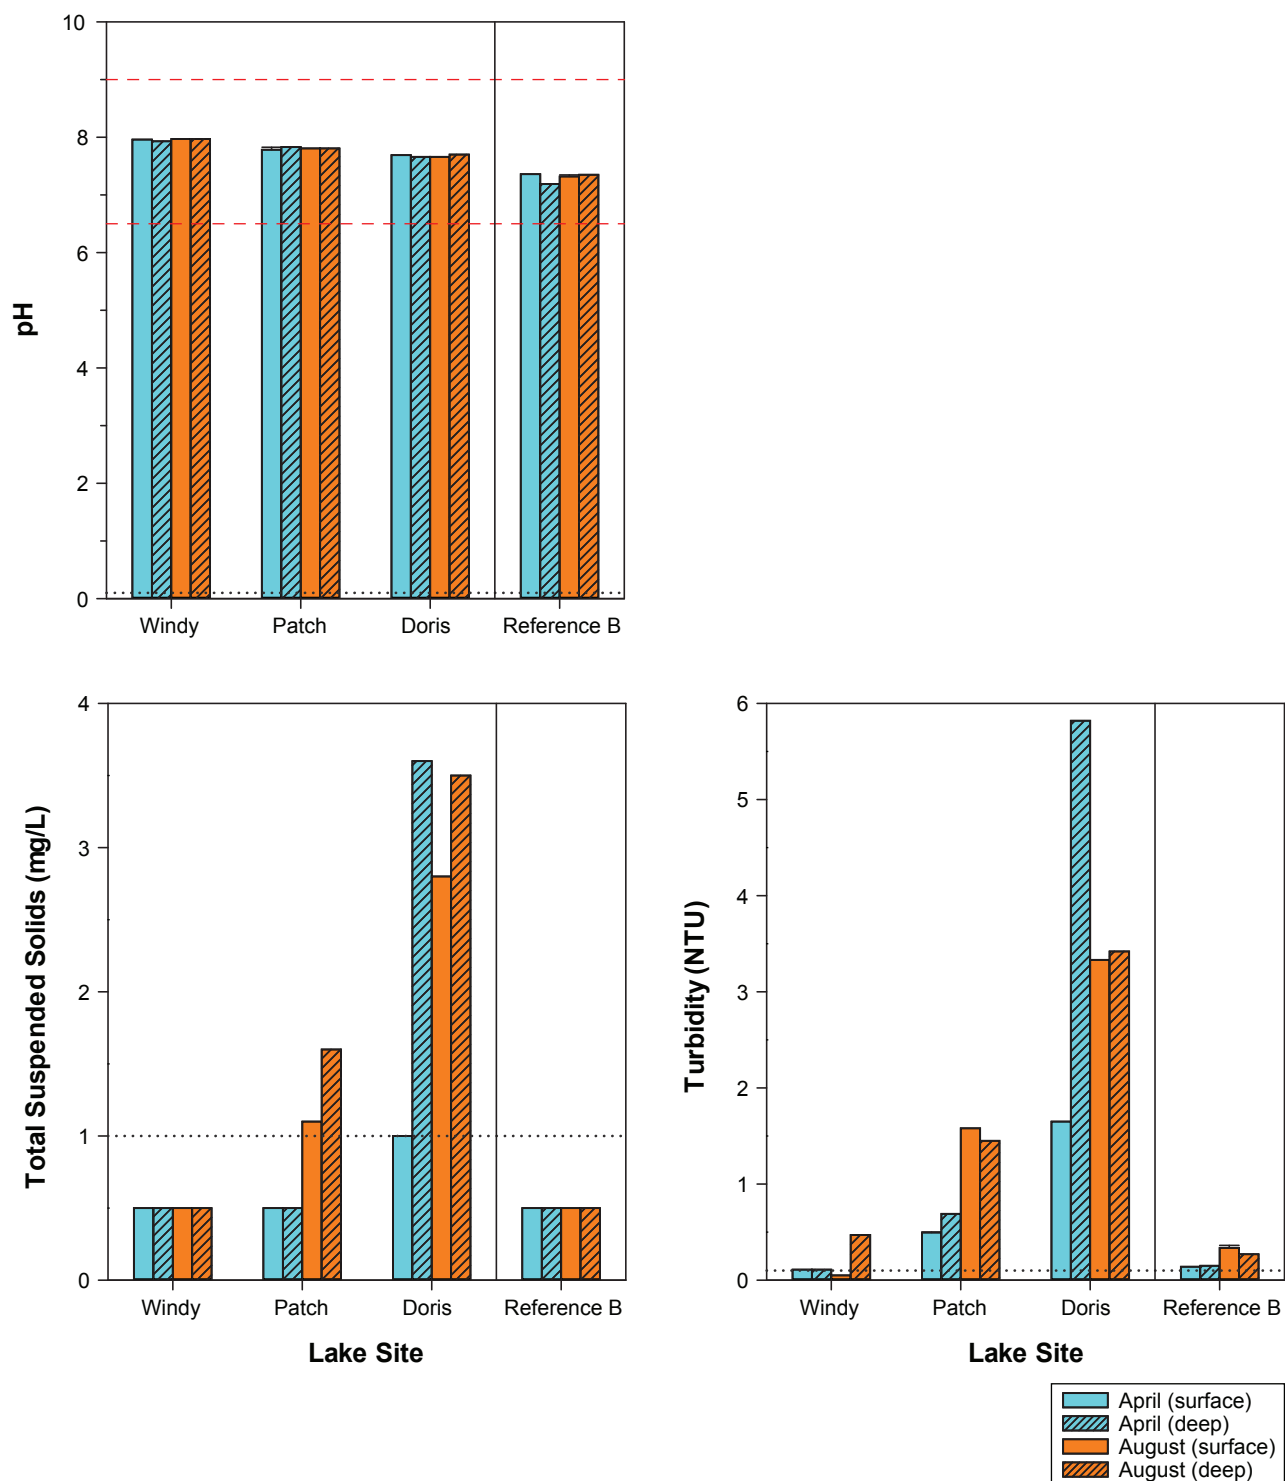 10
8
6
4
2
0
pH
Windy
Patch
Doris
Reference B
4
3
2
1
0
Total Suspended Solids (mg/L)
Windy
Patch
Doris
Reference B
Lake Site
6
5
4
3
2
1
0
Turbidity (NTU)
Windy
Patch
Doris
Reference B
Lake Site
April (surface)
April (deep)
August (surface)
August (deep)